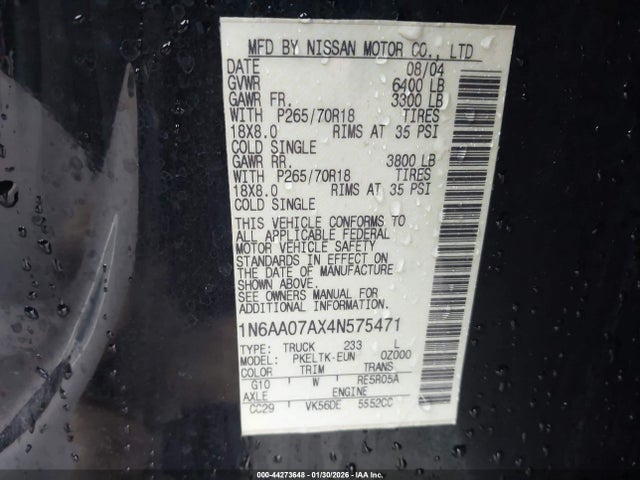 MFD BY NISSAN MOTOR CO., LTD
DATE 08/04
GVWR 6400 LB
GAWR FR. 3300 LB
WITH P265/70R18 TIRES
18X8.0 RIMS AT 35 PSI
COLD SINGLE
GAWR RR. 3800 LB
WITH P265/70R18 TIRES
18X8.0 RIMS AT 35 PSI
COLD SINGLE
THIS VEHICLE CONFORMS TO
ALL APPLICABLE FEDERAL
MOTOR VEHICLE SAFETY
STANDARDS IN EFFECT ON
THE DATE OF MANUFACTURE
SHOWN ABOVE.
SEE OWNERS MANUAL FOR
ADDITIONAL INFORMATION
1N6AA07AX4N575471
TYPE: TRUCK 233 L
MODEL: PKELTK-EUN 0Z000
COLOR TRIM TRANS
G10 W RE5R05A
AXLE ENGINE
CC29 VK56DE 5552CC
000-44273648 - 01/30/2026 - IAA Inc.